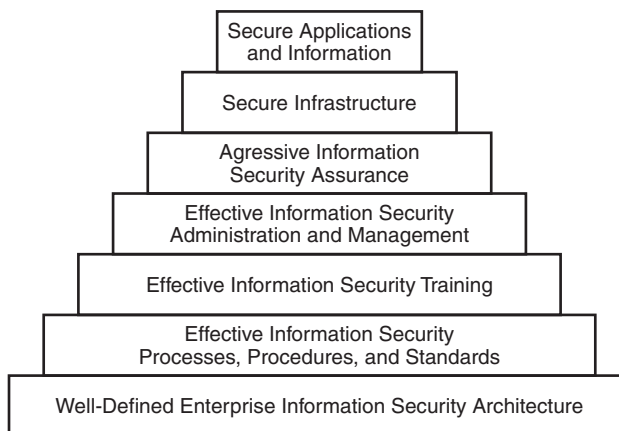 Secure Applications
and Information
Secure Infrastructure
Agressive Information
Security Assurance
Effective Information Security
Administration and Management
Effective Information Security Training
Effective Information Security
Processes, Procedures, and Standards
Well-Defined Enterprise Information Security Architecture